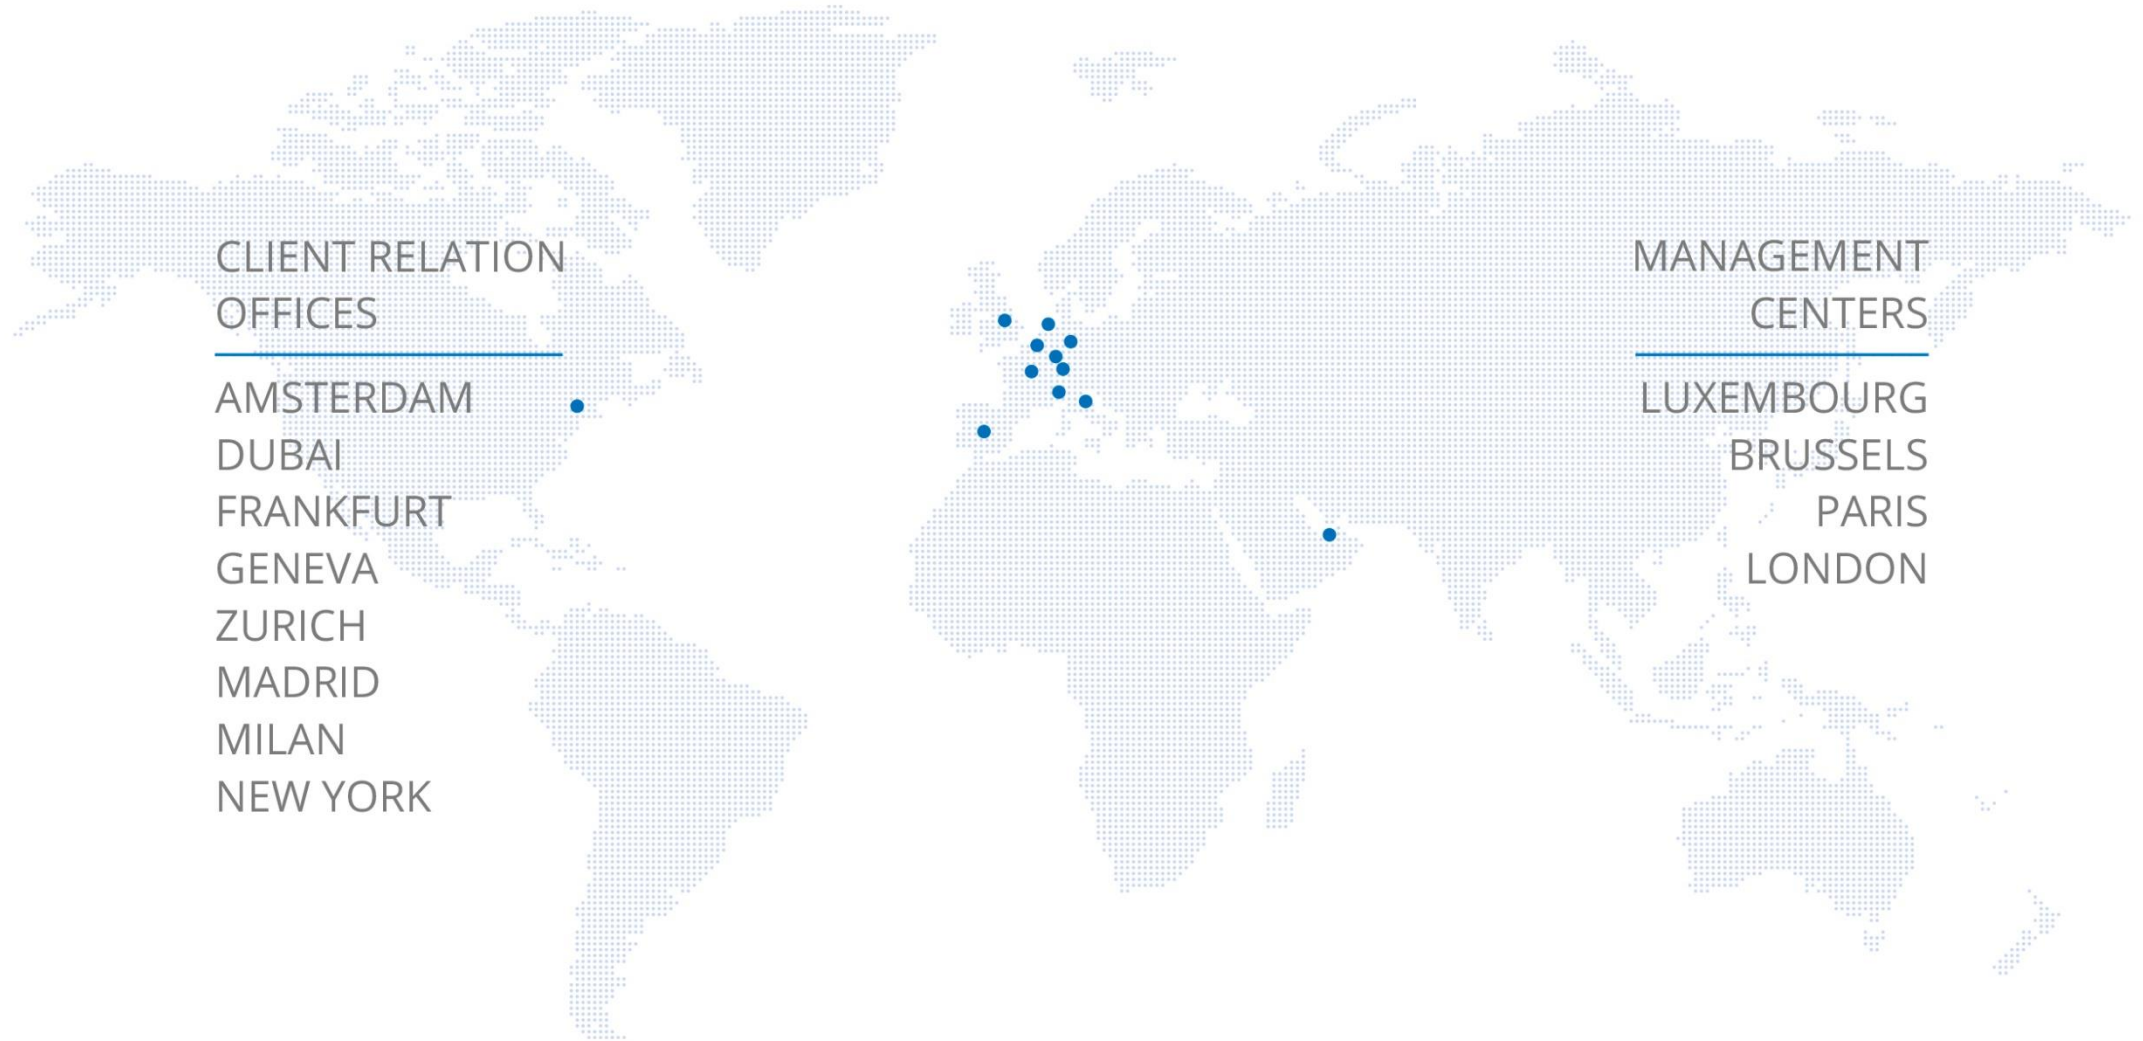 CLIENT RELATION
OFFICES
AMSTERDAM
DUBAI
FRANKFURT
GENEVA
ZURICH
MADRID
MILAN
NEW YORK
MANAGEMENT
CENTERS
LUXEMBOURG
BRUSSELS
PARIS
LONDON